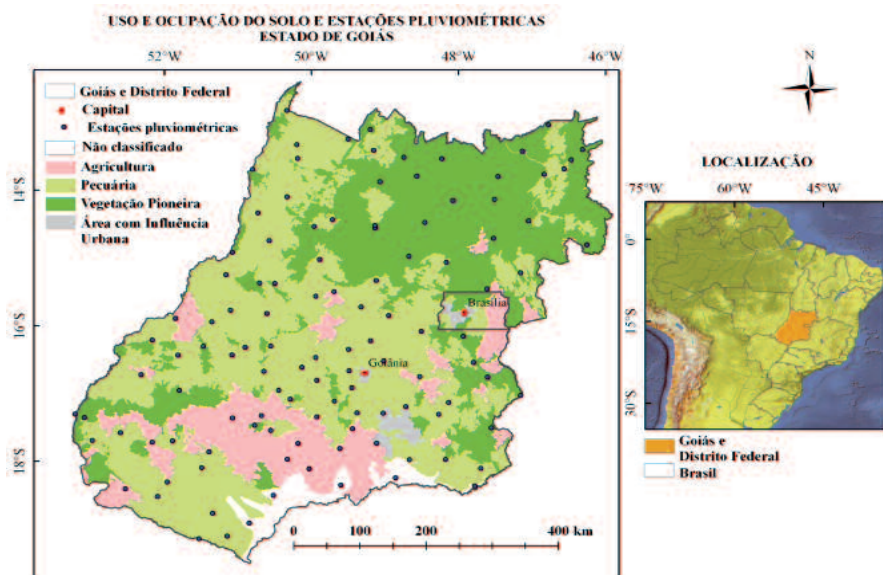 USO E OCUPAÇÃO DO SOLO E ESTAÇÕES PLUVIOMÉTRICAS
ESTADO DE GOIÁS
52°W
50°W
48°W
46°W
14°S
16°S
18°S
Goiás e Distrito Federal
Capital
Estações pluviométricas
Não classificado
Agricultura
Pecuária
Vegetação Pioneira
Área com Influência
Urbana
Brasília
Goiânia
0 100 200 400 km
N
LOCALIZAÇÃO
75°W
60°W
45°W
0°
15°S
30°S
Goiás e
Distrito Federal
Brasil